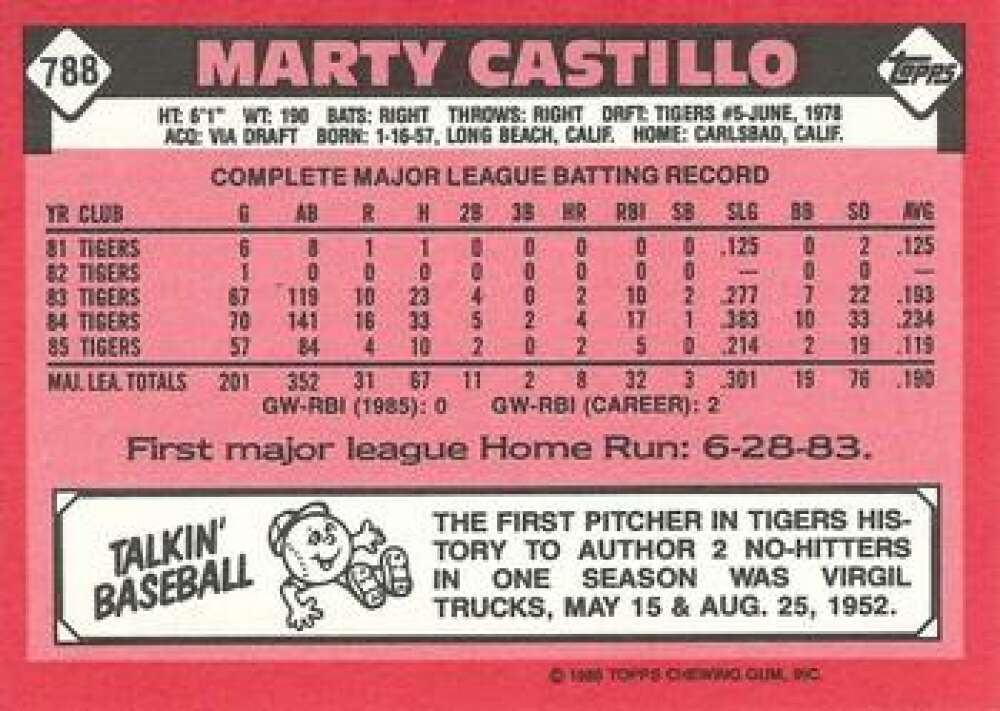 788 MARTY CASTILLO TOPPS
HT: 6'1" WT: 190 BATS: RIGHT THROWS: RIGHT DRFT: TIGERS #5-JUNE, 1978
ACQ: VIA DRAFT BORN: 1-16-57, LONG BEACH, CALIF. HOME: CARLSBAD, CALIF.
COMPLETE MAJOR LEAGUE BATTING RECORD
YR CLUB G AB R H 2B 3B HR RBI SB SLG BB SO AVG
81 TIGERS 6 8 1 1 0 0 0 0 0 .125 0 2 .125
82 TIGERS 1 0 0 0 0 0 0 0 0 — 0 0 —
83 TIGERS 67 119 10 23 4 0 2 10 2 .277 7 22 .193
84 TIGERS 70 141 16 33 5 2 4 17 1 .383 10 33 .234
85 TIGERS 57 84 4 10 2 0 2 5 0 .214 2 19 .119
MAJ. LEA. TOTALS 201 352 31 67 11 2 8 32 3 .301 19 76 .190
GW-RBI (1985): 0 GW-RBI (CAREER): 2
First major league Home Run: 6-28-83.
TALKIN'
BASEBALL
THE FIRST PITCHER IN TIGERS HIS-
TORY TO AUTHOR 2 NO-HITTERS
IN ONE SEASON WAS VIRGIL
TRUCKS, MAY 15 & AUG. 25, 1952.
© 1986 TOPPS CHEWING GUM, INC.